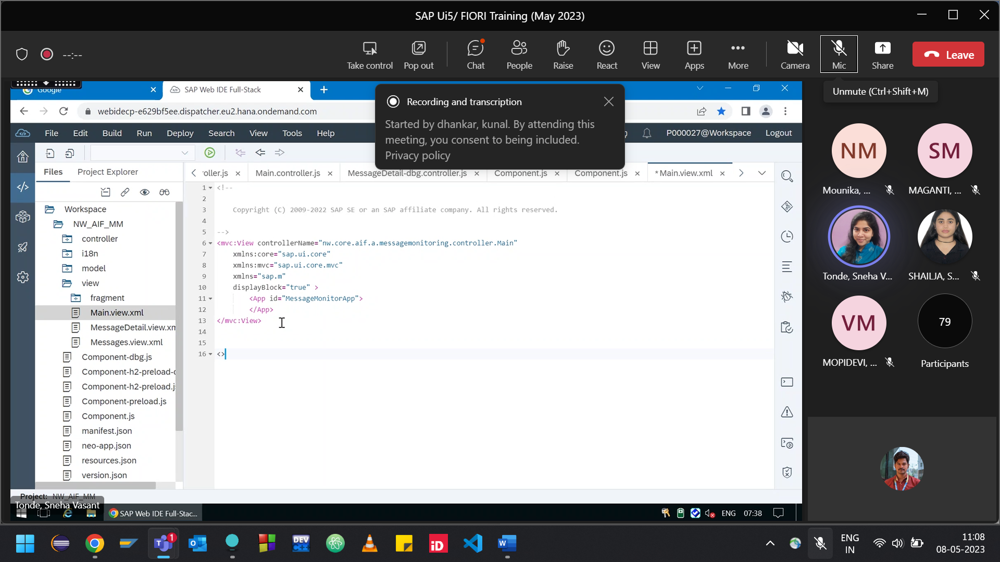 SAP Ui5/ FIORI Training (May 2023)
--:--
Take control
Pop out
Chat
People
Raise
React
View
Apps
More
Camera
Mic
Share
Leave
Unmute (Ctrl+Shift+M)
Google
SAP Web IDE Full-Stack
webidecp-e629bf5ee.dispatcher.eu2.hana.ondemand.com
Recording and transcription
Started by dhankar, kunal. By attending this
meeting, you consent to being included.
Privacy policy
File Edit Build Run Deploy Search View Tools Help
P000027@Workspace Logout
Files
Project Explorer
oller.js
Main.controller.js
MessageDetail-dbg.controller.js
Component.js
Component.js
*Main.view.xml
Workspace
NW_AIF_MM
controller
i18n
model
view
fragment
Main.view.xml
MessageDetail.view.xm
Messages.view.xml
Component-dbg.js
Component-h2-preload-d
Component-h2-preload.j
Component-preload.js
Component.js
manifest.json
neo-app.json
resources.json
version.json
1 <!--
2
3 Copyright (C) 2009-2022 SAP SE or an SAP affiliate company. All rights reserved.
4
5 -->
6 <mvc:View controllerName="nw.core.aif.a.messagemonitoring.controller.Main"
7 xmlns:core="sap.ui.core"
8 xmlns:mvc="sap.ui.core.mvc"
9 xmlns="sap.m"
10 displayBlock="true" >
11 <App id="MessageMonitorApp">
12 </App>
13 </mvc:View>
14
15
16 <>
NM
Mounika, ...
SM
MAGANTI, ...
Tonde, Sneha V...
SHAILJA, S...
VM
MOPIDEVI, ...
79
Participants
Project: NW_AIF_MM
Tonde, Sneha Vasant
SAP Web IDE Full-Stac...
ENG 07:38
1
DEV
C++
iD
W
ENG
IN
11:08
08-05-2023